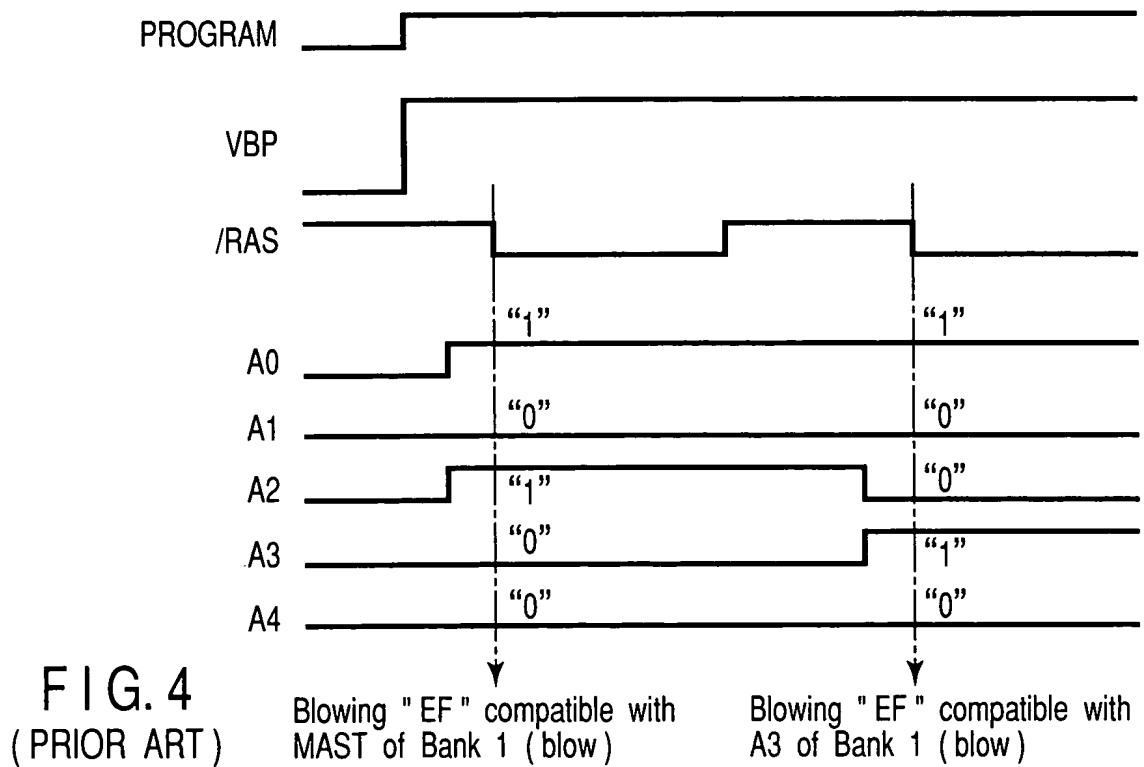 PROGRAM
VBP
/RAS
“1” “1”
A0
“0” “0”
A1
A2 “1” “0”
A3 “0” “1”
“0” “0”
A4
FIG. 4
(PRIOR ART)
Blowing "EF" compatible with
MAST of Bank 1 (blow)
Blowing "EF" compatible with
A3 of Bank 1 (blow)